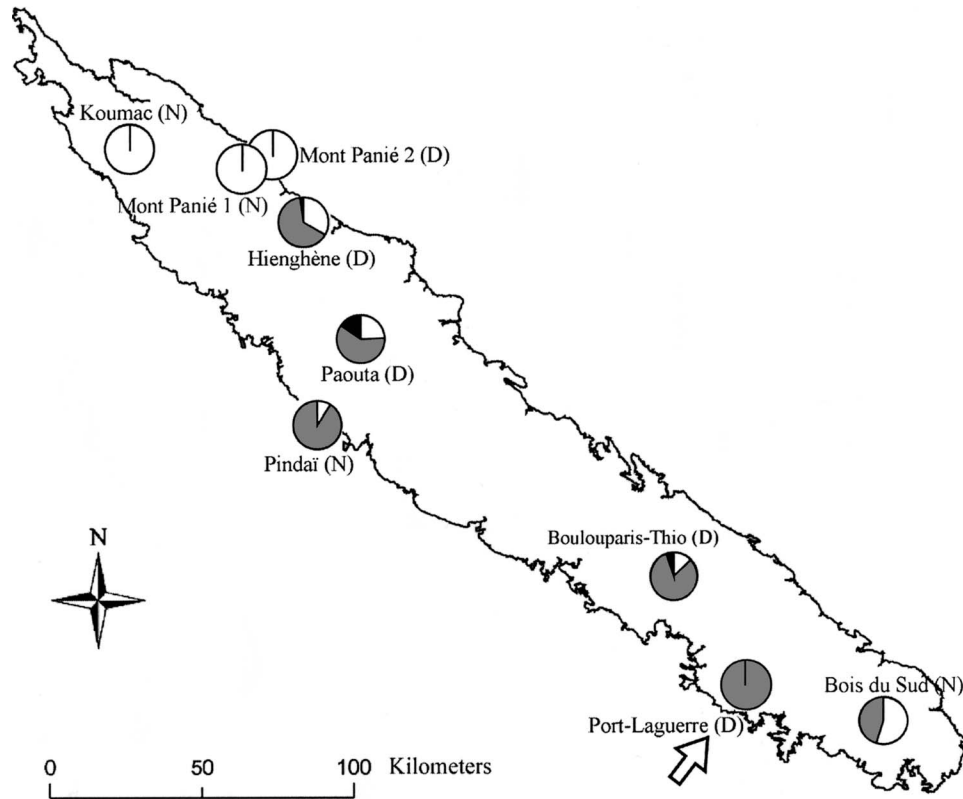 Koumac (N)
Mont Panié 2 (D)
Mont Panié 1 (N)
Hienghène (D)
Paouta (D)
Pindaï (N)
N
Boulouparis-Thio (D)
Bois du Sud (N)
Port-Laguerre (D)
0 50 100 Kilometers